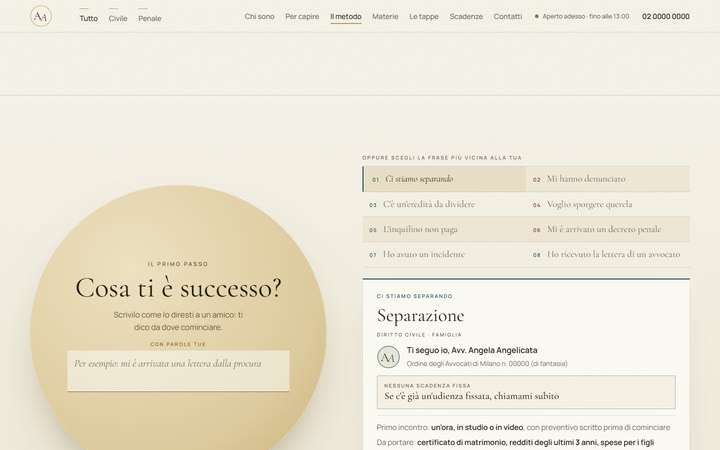 AA
Tutto
Civile
Penale
Chi sono
Per capire
Il metodo
Materie
Le tappe
Scadenze
Contatti
Aperto adesso · fino alle 13:00
02 0000 0000
IL PRIMO PASSO
Cosa ti è successo?
Scrivilo come lo diresti a un amico: ti
dico da dove cominciare.
CON PAROLE TUE
Per esempio: mi è arrivata una lettera dalla procura
OPPURE SCEGLI LA FRASE PIÙ VICINA ALLA TUA
01 Ci stiamo separando
02 Mi hanno denunciato
03 C'è un'eredità da dividere
04 Voglio sporgere querela
05 L'inquilino non paga
06 Mi è arrivato un decreto penale
07 Ho avuto un incidente
08 Ho ricevuto la lettera di un avvocato
CI STIAMO SEPARANDO
Separazione
DIRITTO CIVILE · FAMIGLIA
AA
Ti seguo io, Avv. Angela Angelicata
Ordine degli Avvocati di Milano n. 00000 (di fantasia)
NESSUNA SCADENZA FISSA
Se c'è già un'udienza fissata, chiamami subito
Primo incontro: un'ora, in studio o in video, con preventivo scritto prima di cominciare
Da portare: certificato di matrimonio, redditi degli ultimi 3 anni, spese per i figli